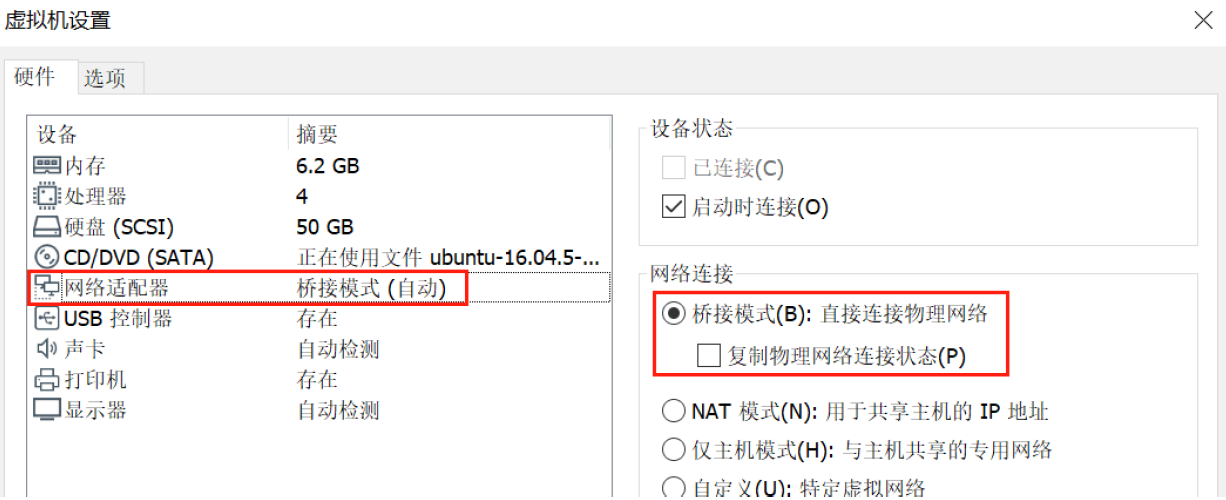 虚拟机设置
硬件 选项
设备 摘要
内存 6.2 GB
处理器 4
硬盘 (SCSI) 50 GB
CD/DVD (SATA) 正在使用文件 ubuntu-16.04.5-...
网络适配器 桥接模式 (自动)
USB 控制器 存在
声卡 自动检测
打印机 存在
显示器 自动检测
设备状态
已连接(C)
启动时连接(O)
网络连接
桥接模式(B): 直接连接物理网络
复制物理网络连接状态(P)
NAT 模式(N): 用于共享主机的 IP 地址
仅主机模式(H): 与主机共享的专用网络
自定义(U): 特定虚拟网络